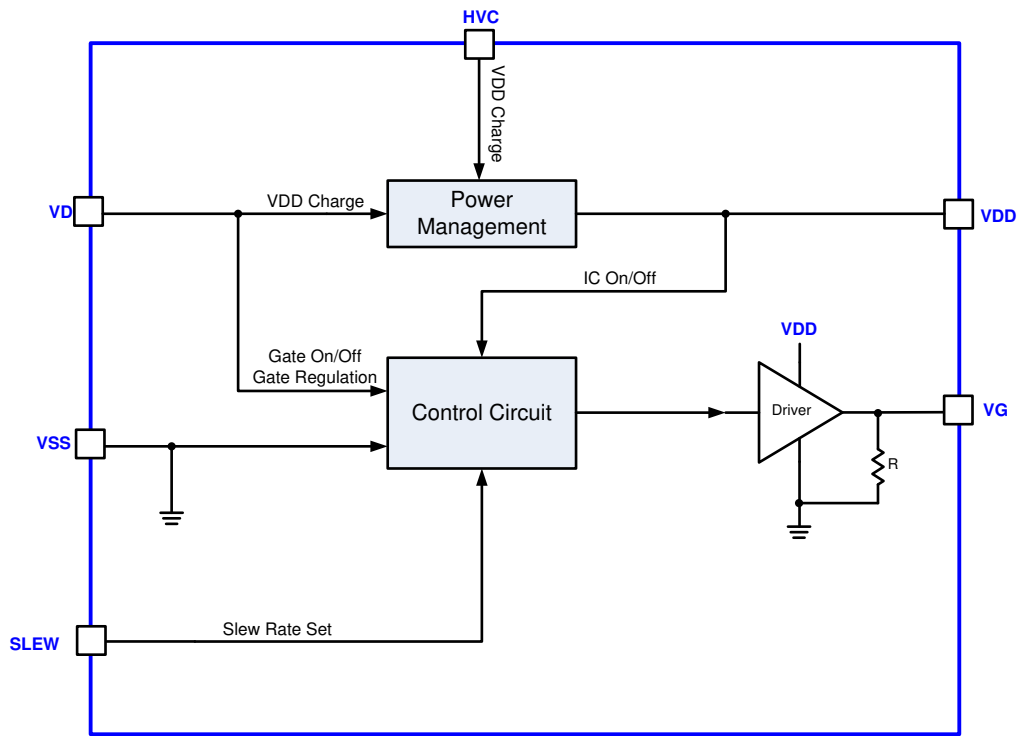 HVC
VDD Charge
VD
VDD Charge
Power
Management
VDD
IC On/Off
VDD
Gate On/Off
Gate Regulation
Control Circuit
Driver
VG
VSS
R
Slew Rate Set
SLEW